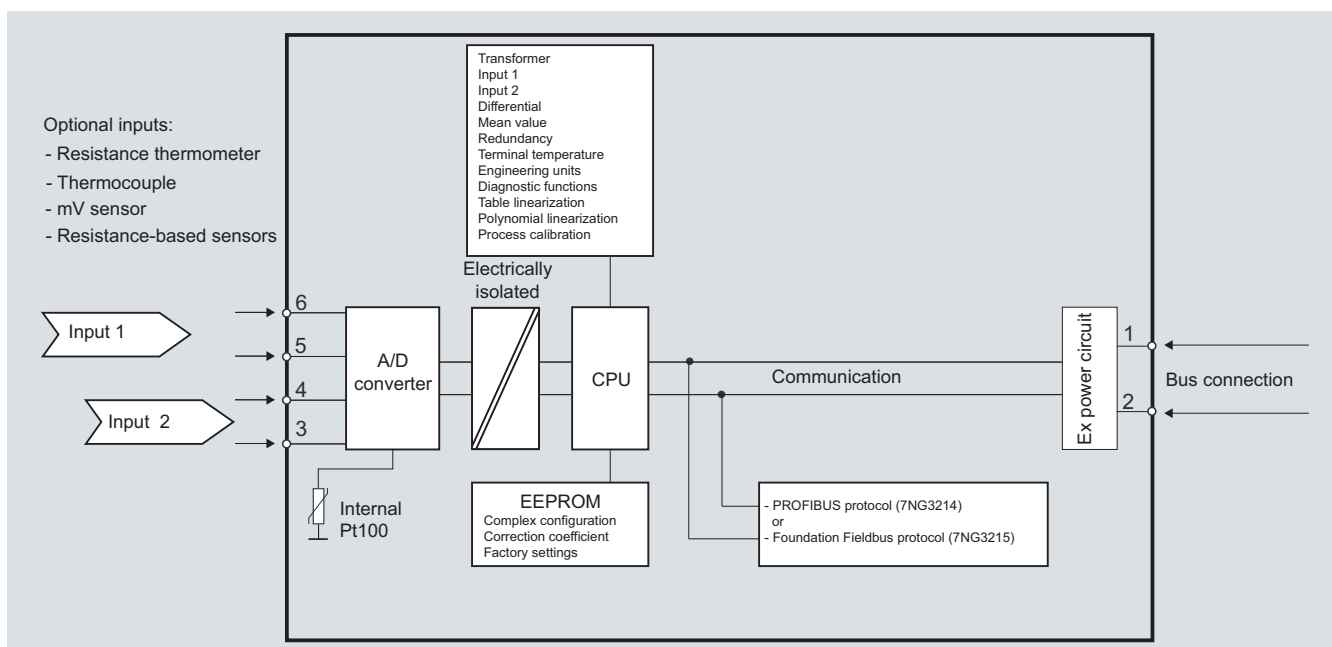 Optional inputs:
- Resistance thermometer
- Thermocouple
- mV sensor
- Resistance-based sensors
Transformer
Input 1
Input 2
Differential
Mean value
Redundancy
Terminal temperature
Engineering units
Diagnostic functions
Table linearization
Polynomial linearization
Process calibration
Electrically
isolated
Input 1
Input 2
6
5
4
3
A/D
converter
CPU
Communication
Ex power circuit
1
2
Bus connection
Internal
Pt100
EEPROM
Complex configuration
Correction coefficient
Factory settings
- PROFIBUS protocol (7NG3214)
or
- Foundation Fieldbus protocol (7NG3215)